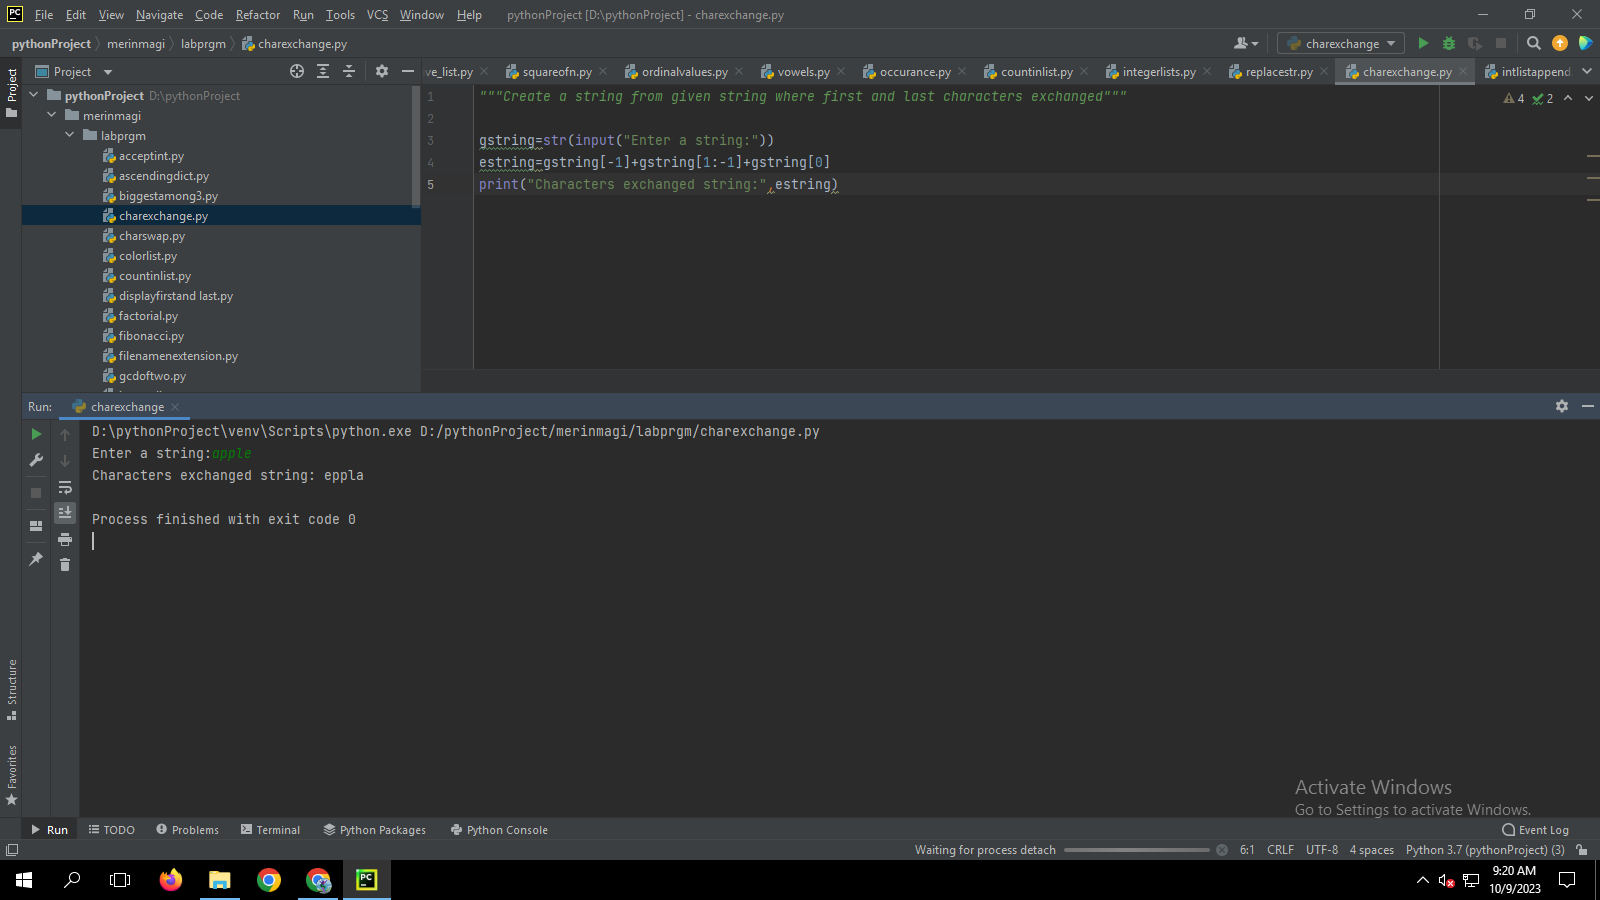 PC File Edit View Navigate Code Refactor Run Tools VCS Window Help pythonProject [D:\pythonProject] - charexchange.py
pythonProject merinmagi labprgm charexchange.py charexchange
Project ve_list.py squareofn.py ordinalvalues.py vowels.py occurance.py countinlist.py integerlists.py replacestr.py charexchange.py intlistappend.
Project
pythonProject D:\pythonProject
merinmagi
labprgm
acceptint.py
ascendingdict.py
biggestamong3.py
charexchange.py
charswap.py
colorlist.py
countinlist.py
displayfirstand last.py
factorial.py
fibonacci.py
filenamenextension.py
gcdoftwo.py
1 """Create a string from given string where first and last characters exchanged"""
4 2
2
3 gstring=str(input("Enter a string:"))
4 estring=gstring[-1]+gstring[1:-1]+gstring[0]
5 print("Characters exchanged string:",estring)
Run: charexchange
D:\pythonProject\venv\Scripts\python.exe D:/pythonProject/merinmagi/labprgm/charexchange.py
Enter a string:apple
Characters exchanged string: eppla
Process finished with exit code 0
Structure
Favorites
Activate Windows
Go to Settings to activate Windows.
Run TODO Problems Terminal Python Packages Python Console Event Log
Waiting for process detach 6:1 CRLF UTF-8 4 spaces Python 3.7 (pythonProject) (3)
PC
9:20 AM
10/9/2023